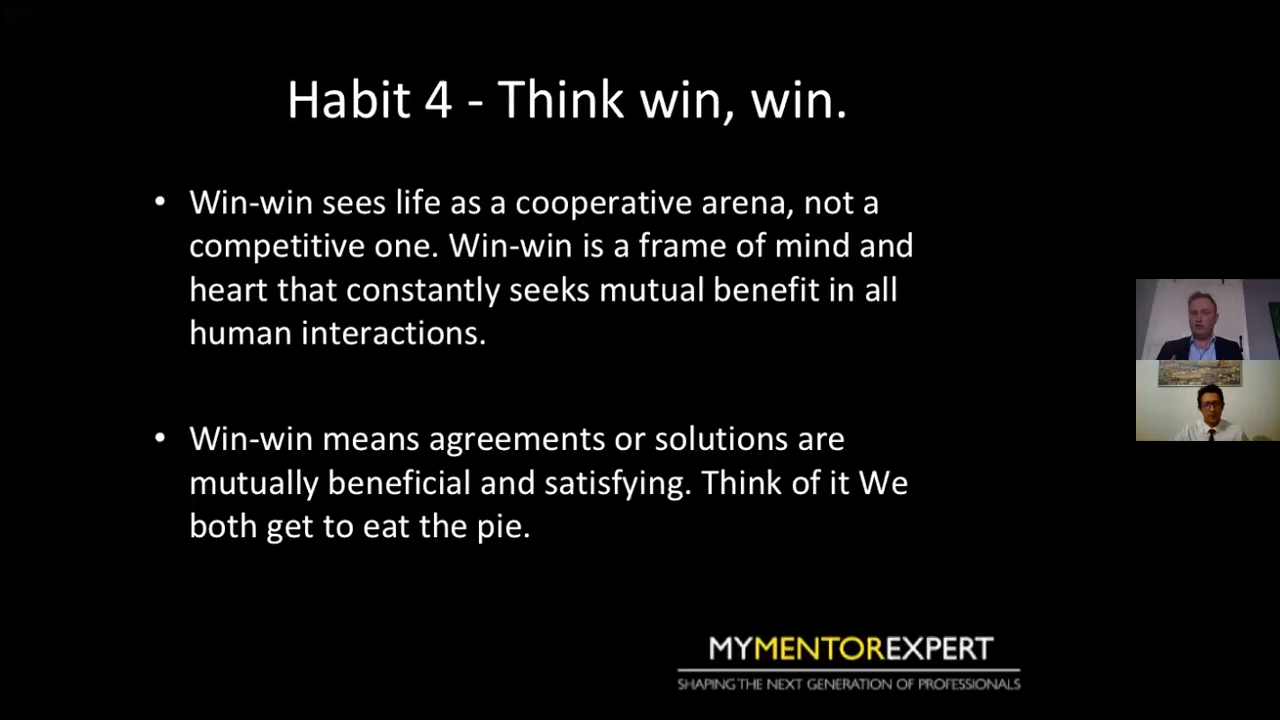 Habit 4 - Think win, win.
• Win-win sees life as a cooperative arena, not a
competitive one. Win-win is a frame of mind and
heart that constantly seeks mutual benefit in all
human interactions.
• Win-win means agreements or solutions are
mutually beneficial and satisfying. Think of it We
both get to eat the pie.
MYMENTOREXPERT
SHAPING THE NEXT GENERATION OF PROFESSIONALS